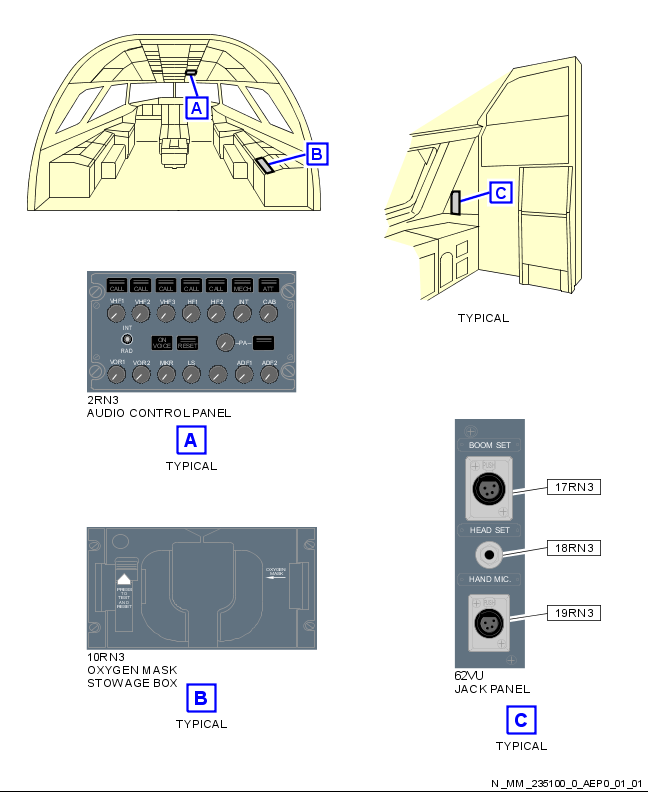 A
B
C
TYPICAL
CALL CALL CALL CALL CALL MECH ATT
VHF1 VHF2 VHF3 HF1 HF2 INT CAB
INT
RAD
ON
VOICE
RESET
PA
VOR1 VOR2 MKR LS ADF1 ADF2
2RN3
AUDIO CONTROL PANEL
A
TYPICAL
OXYGEN
MASK
PRESS
TO
TEST
AND
RESET
10RN3
OXYGEN MASK
STOWAGE BOX
B
TYPICAL
BOOM SET
PUSH
17RN3
HEAD SET
18RN3
HAND MIC.
PUSH
19RN3
62VU
JACK PANEL
C
TYPICAL
N_MM_235100_0_AEP0_01_01